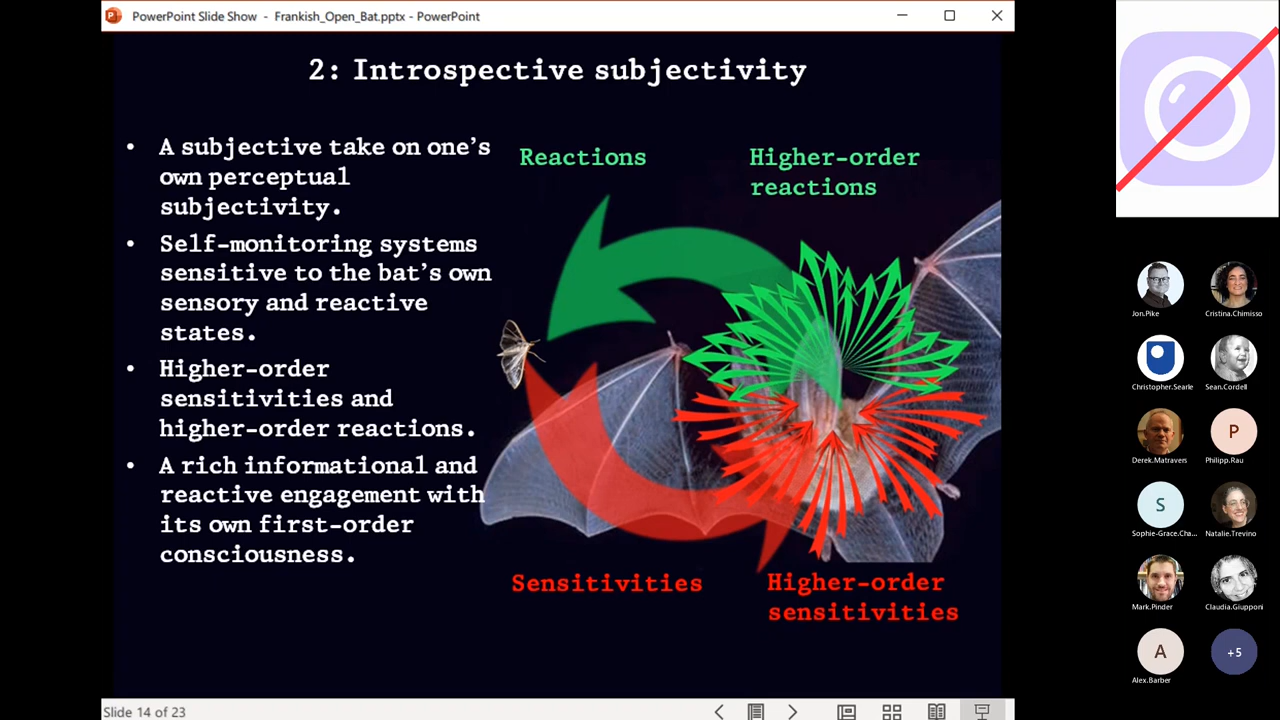 PowerPoint Slide Show - Frankish_Open_Bat.pptx - PowerPoint
2: Introspective subjectivity
• A subjective take on one's
own perceptual
subjectivity.
• Self-monitoring systems
sensitive to the bat's own
sensory and reactive
states.
• Higher-order
sensitivities and
higher-order reactions.
• A rich informational and
reactive engagement with
its own first-order
consciousness.
Reactions
Higher-order
reactions
Sensitivities
Higher-order
sensitivities
Slide 14 of 23
Jon.Pike
Cristina.Chimisso
Christopher.Searle
Sean.Cordell
Derek.Matravers
P
Philipp.Rau
S
Sophie-Grace.Cha...
Natalie.Trevino
Mark.Pinder
Claudia.Giupponi
A
Alex.Barber
+5